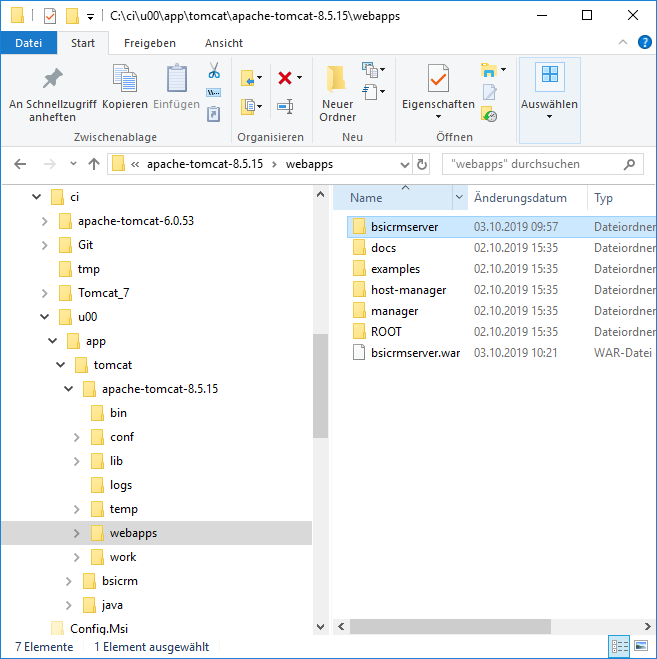 C:\ci\u00\app\tomcat\apache-tomcat-8.5.15\webapps
Datei Start Freigeben Ansicht
An Schnellzugriff anheften Kopieren Einfügen Neuer Ordner Eigenschaften Auswählen
Zwischenablage Organisieren Neu Öffnen
« apache-tomcat-8.5.15 > webapps "webapps" durchsuchen
ci
apache-tomcat-6.0.53
Git
tmp
Tomcat_7
u00
app
tomcat
apache-tomcat-8.5.15
bin
conf
lib
logs
temp
webapps
work
bsicrm
java
Config.Msi
Name Änderungsdatum Typ
bsicrmserver 03.10.2019 09:57 Dateiordner
docs 02.10.2019 15:35 Dateiordner
examples 02.10.2019 15:35 Dateiordner
host-manager 02.10.2019 15:35 Dateiordner
manager 02.10.2019 15:35 Dateiordner
ROOT 02.10.2019 15:35 Dateiordner
bsicrmserver.war 03.10.2019 10:21 WAR-Datei
7 Elemente 1 Element ausgewählt